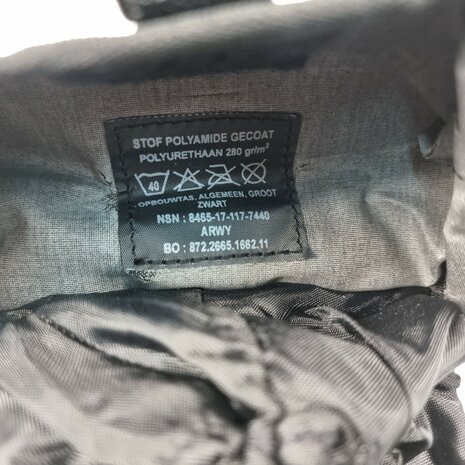 STOF POLYAMIDE GECOAT
POLYURETHAAN 280 gr/m²
40
OPBOUWTAS, ALGEMEEN, GROOT
ZWART
NSN : 8465-17-117-7440
ARWY
BO : 872.2665.1662.11